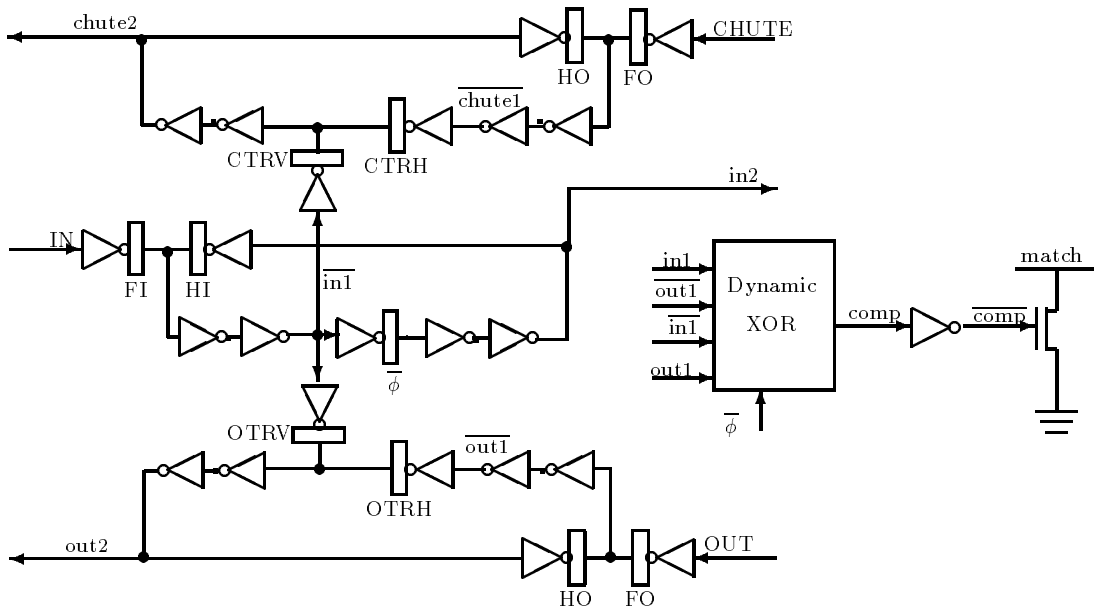 chute2
CHUTE
HO
FO
chute1
CTRV
CTRH
in2
IN
FI
HI
in1
ϕ
in1
out1
in1
out1
Dynamic
XOR
comp
comp
match
ϕ
OTRV
out1
OTRH
out2
OUT
HO
FO